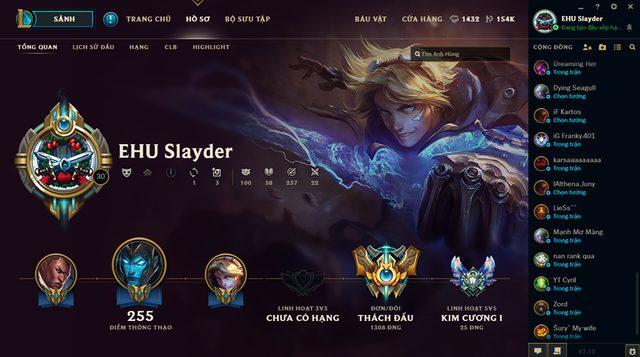 SẢNH
TRANG CHỦ
HỒ SƠ
BỘ SƯU TẬP
BÁU VẬT
CỬA HÀNG
1432
154K
EHU Slayder
Đang tạo đấu xếp hạ...
TỔNG QUAN
LỊCH SỬ ĐẤU
HẠNG
CLB
HIGHLIGHT
Tìm Anh Hùng
CỘNG ĐỒNG
EHU Slayder
30
1
3
100
38
237
22
255
ĐIỂM THÔNG THẠO
LINH HOẠT 3V3
CHƯA CÓ HẠNG
ĐƠN/ĐÔI
THÁCH ĐẤU
1308 ĐNG
LINH HOẠT 5V5
KIM CƯƠNG I
25 ĐNG
Dreaming Her
Trong trận
Dying Seagull
Chọn tướng
iF Kartos
Chọn tướng
iG Franky.401
Trong trận
karsaaaaaaaaa
Trong trận
lAlthena.Juny
Chọn tướng
LieSs
Trong trận
Mạnh Mơ Màng
Trong trận
nan rank qua
Trong trận
YT Cyril
Trong trận
Zord
Trong trận
Sury` My wife
Trong trận
V7.12